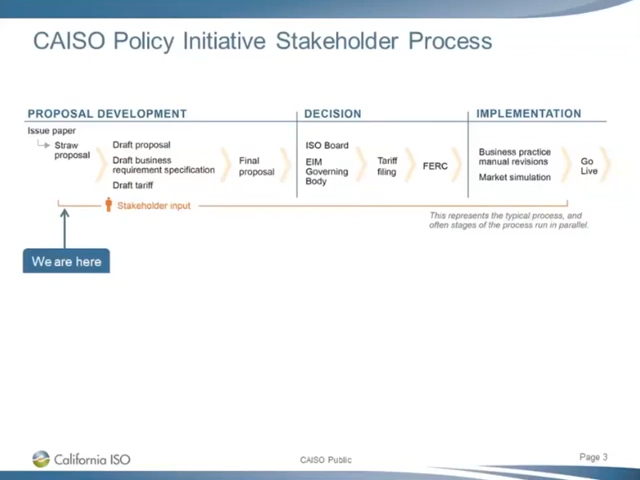 CAISO Policy Initiative Stakeholder Process
PROPOSAL DEVELOPMENT
Issue paper
Straw
proposal
Draft proposal
Draft business
requirement specification
Draft tariff
Final
proposal
DECISION
ISO Board
EIM
Governing
Body
Tariff
filing
FERC
IMPLEMENTATION
Business practice
manual revisions
Market simulation
Go
Live
Stakeholder input
This represents the typical process, and
often stages of the process run in parallel.
We are here
California ISO
CAISO Public
Page 3